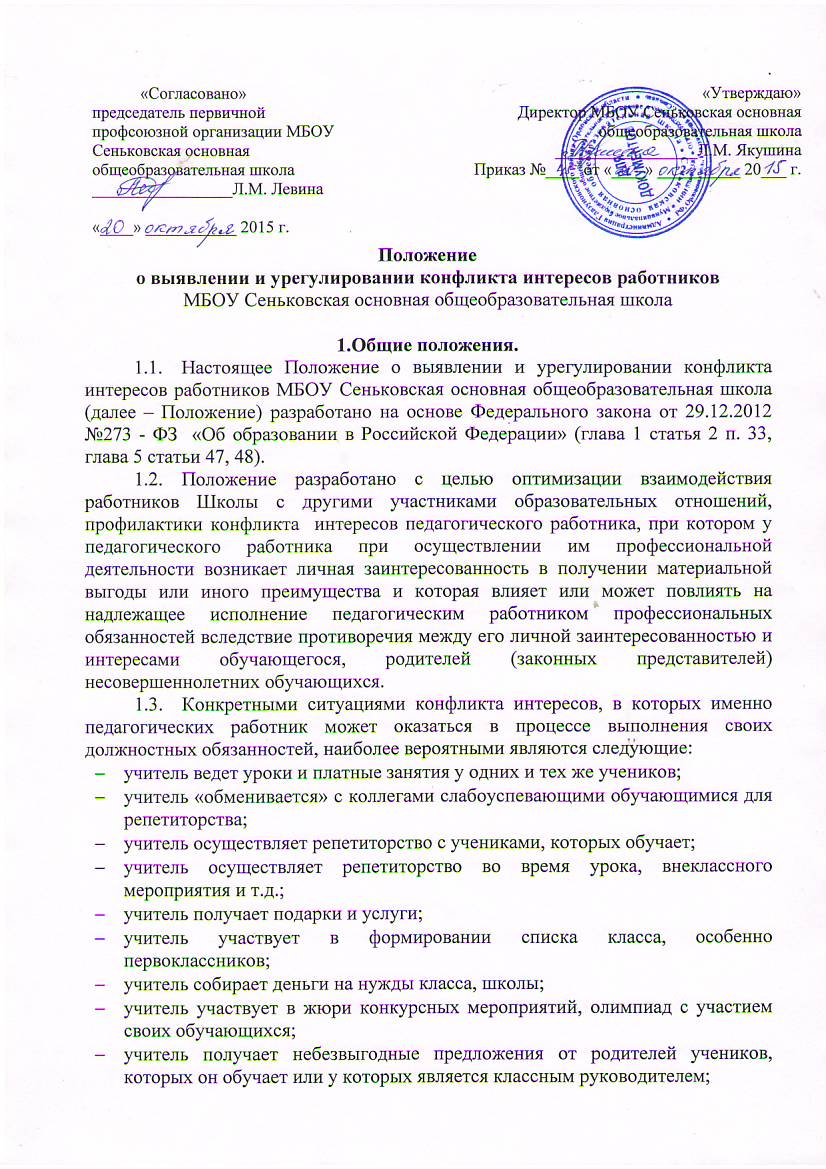 «Согласовано»
председатель первичной
профсоюзной организации МБОУ
Сеньковская основная
общеобразовательная школа
________________Л.М. Левина
«20» октября 2015 г.
«Утверждаю»
Директор МБОУ Сеньковская основная
общеобразовательная школа
Л.М. Якушина
Приказ № от « » октября 2015 г.
ДЛЯ
ДОКУМЕНТОВ
Положение
о выявлении и урегулировании конфликта интересов работников
МБОУ Сеньковская основная общеобразовательная школа
1.Общие положения.
1.1. Настоящее Положение о выявлении и урегулировании конфликта
интересов работников МБОУ Сеньковская основная общеобразовательная школа
(далее – Положение) разработано на основе Федерального закона от 29.12.2012
№273 - ФЗ «Об образовании в Российской Федерации» (глава 1 статья 2 п. 33,
глава 5 статьи 47, 48).
1.2. Положение разработано с целью оптимизации взаимодействия
работников Школы с другими участниками образовательных отношений,
профилактики конфликта интересов педагогического работника, при котором у
педагогического работника при осуществлении им профессиональной
деятельности возникает личная заинтересованность в получении материальной
выгоды или иного преимущества и которая влияет или может повлиять на
надлежащее исполнение педагогическим работником профессиональных
обязанностей вследствие противоречия между его личной заинтересованностью и
интересами обучающегося, родителей (законных представителей)
несовершеннолетних обучающихся.
1.3. Конкретными ситуациями конфликта интересов, в которых именно
педагогических работник может оказаться в процессе выполнения своих
должностных обязанностей, наиболее вероятными являются следующие:
– учитель ведет уроки и платные занятия у одних и тех же учеников;
– учитель «обменивается» с коллегами слабоуспевающими обучающимися для
репетиторства;
– учитель осуществляет репетиторство с учениками, которых обучает;
– учитель осуществляет репетиторство во время урока, внеклассного
мероприятия и т.д.;
– учитель получает подарки и услуги;
– учитель участвует в формировании списка класса, особенно
первоклассников;
– учитель собирает деньги на нужды класса, школы;
– учитель участвует в жюри конкурсных мероприятий, олимпиад с участием
своих обучающихся;
– учитель получает небезвыгодные предложения от родителей учеников,
которых он обучает или у которых является классным руководителем;